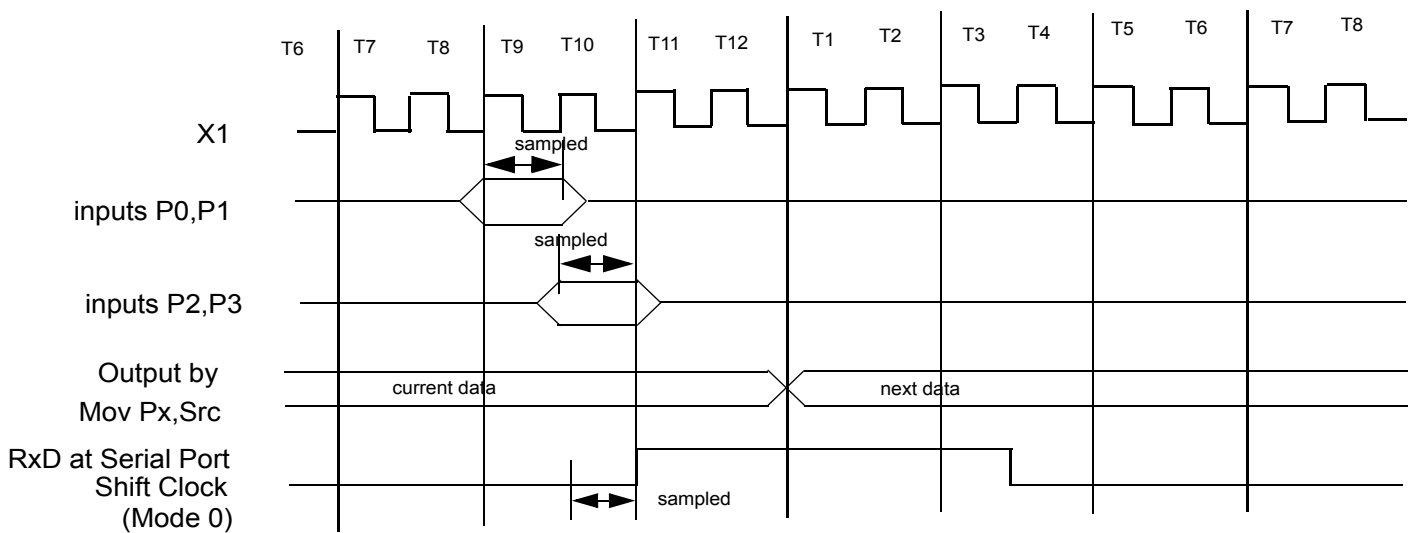 T6 T7 T8 T9 T10 T11 T12 T1 T2 T3 T4 T5 T6 T7 T8
X1
sampled
inputs P0,P1
sampled
inputs P2,P3
Output by
Mov Px,Src
current data
next data
RxD at Serial Port
Shift Clock
(Mode 0)
sampled